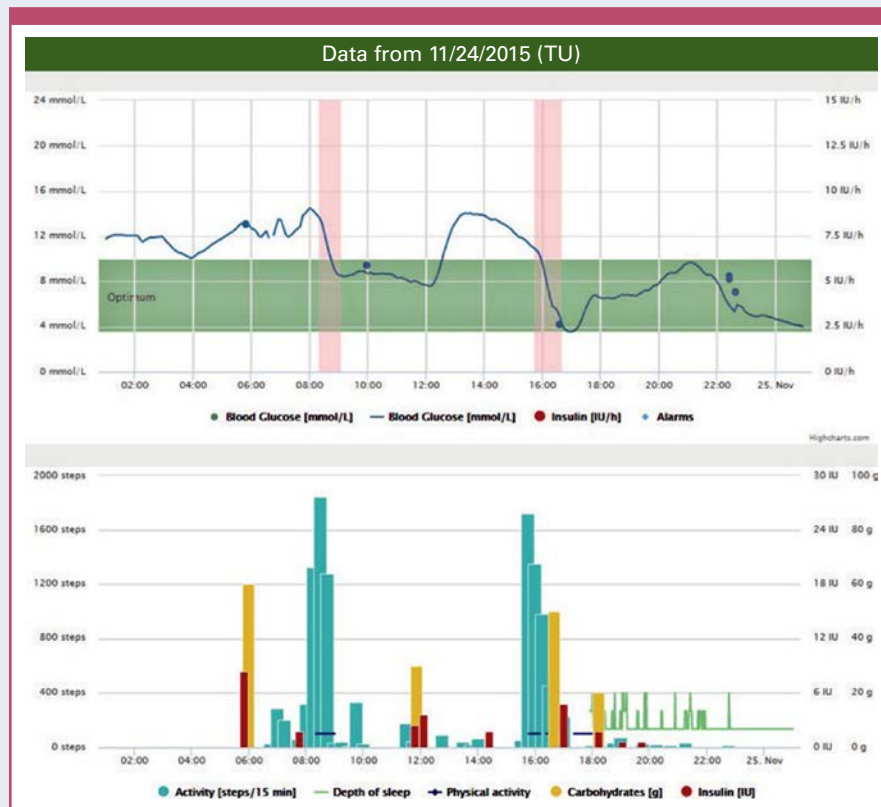 Data from 11/24/2015 (TU)
24 mmol/L 15 IU/h
20 mmol/L 12.5 IU/h
16 mmol/L 10 IU/h
12 mmol/L 7.5 IU/h
8 mmol/L 5 IU/h
Optimum
4 mmol/L 2.5 IU/h
0 mmol/L 0 IU/h
02:00 04:00 06:00 08:00 10:00 12:00 14:00 16:00 18:00 20:00 22:00 25. Nov
Blood Glucose [mmol/L] Blood Glucose [mmol/L] Insulin [IU/h] Alarms
Highcharts.com
2000 steps 30 IU 100 g
1600 steps 24 IU 80 g
1200 steps 18 IU 60 g
800 steps 12 IU 40 g
400 steps 6 IU 20 g
0 steps 0 IU 0 g
02:00 04:00 06:00 08:00 10:00 12:00 14:00 16:00 18:00 20:00 22:00 25. Nov
Activity [steps/15 min] Depth of sleep Physical activity Carbohydrates [g] Insulin [IU]